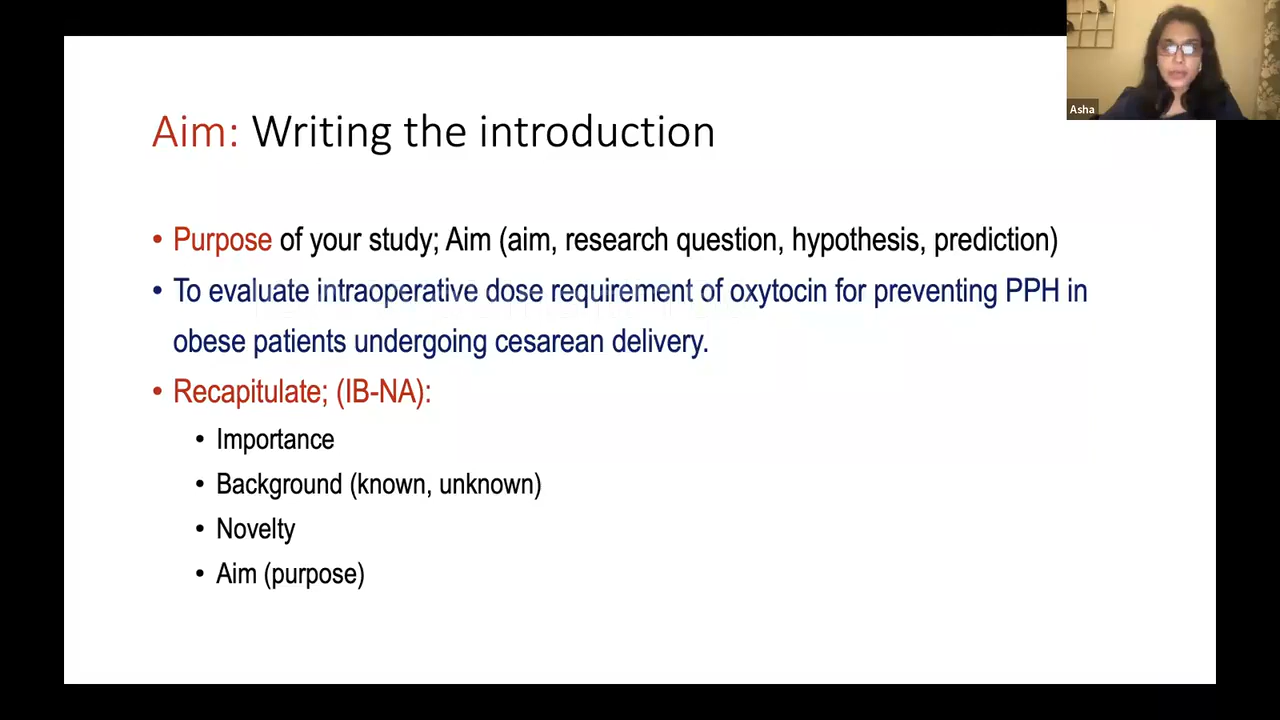 Asha
Aim: Writing the introduction
• Purpose of your study; Aim (aim, research question, hypothesis, prediction)
• To evaluate intraoperative dose requirement of oxytocin for preventing PPH in
obese patients undergoing cesarean delivery.
• Recapitulate; (IB-NA):
• Importance
• Background (known, unknown)
• Novelty
• Aim (purpose)